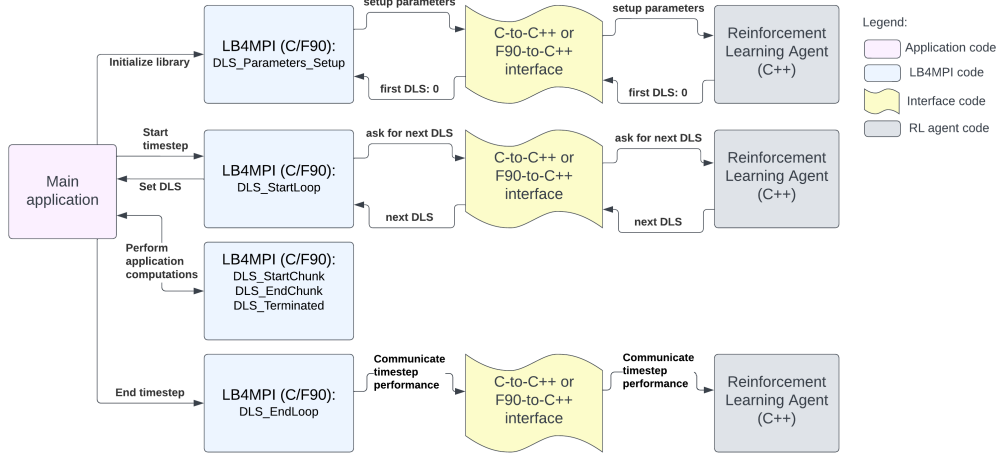 setup parameters
LB4MPI (C/F90):
DLS_Parameters_Setup
Initialize library
first DLS: 0
C-to-C++ or
F90-to-C++
interface
setup parameters
first DLS: 0
Reinforcement
Learning Agent
(C++)
Legend:
Application code
LB4MPI code
Interface code
RL agent code
Main
application
Start
timestep
Set DLS
LB4MPI (C/F90):
DLS_StartLoop
ask for next DLS
next DLS
C-to-C++ or
F90-to-C++
interface
ask for next DLS
next DLS
Reinforcement
Learning Agent
(C++)
Perform
application
computations
LB4MPI (C/F90):
DLS_StartChunk
DLS_EndChunk
DLS_Terminated
End timestep
LB4MPI (C/F90):
DLS_EndLoop
Communicate
timestep
performance
C-to-C++ or
F90-to-C++
interface
Communicate
timestep
performance
Reinforcement
Learning Agent
(C++)